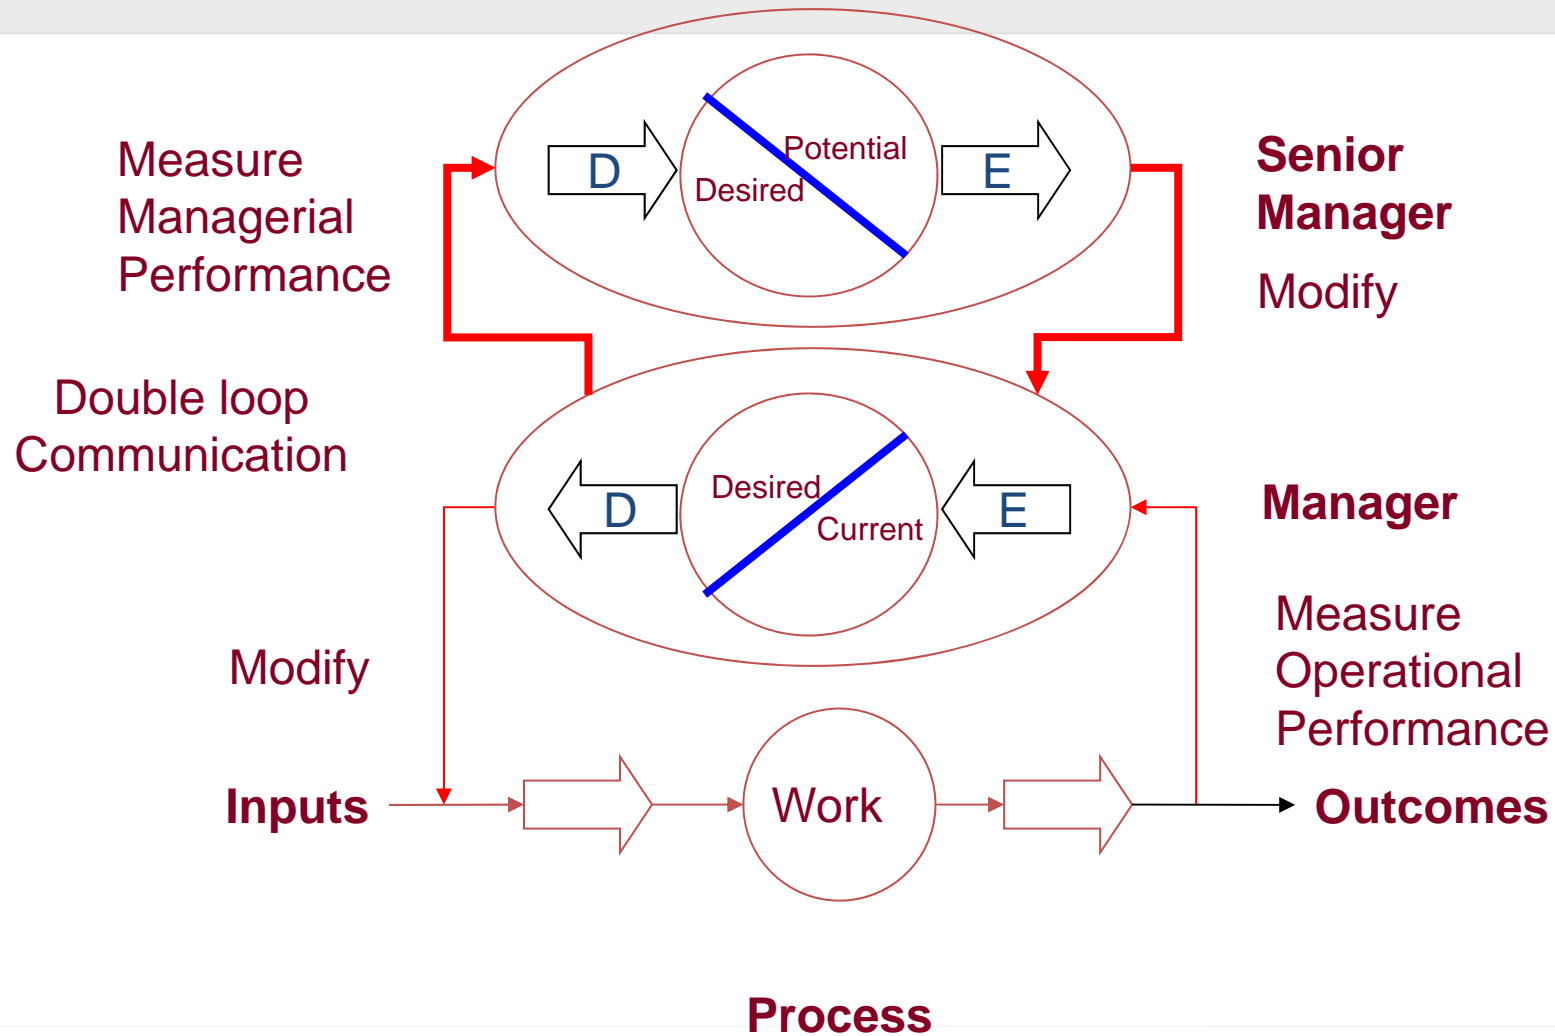 Measure
Managerial
Performance
D
Potential
Desired
E
Senior
Manager
Modify
Double loop
Communication
D
Desired
Current
E
Manager
Modify
Measure
Operational
Performance
Inputs
Work
Outcomes
Process